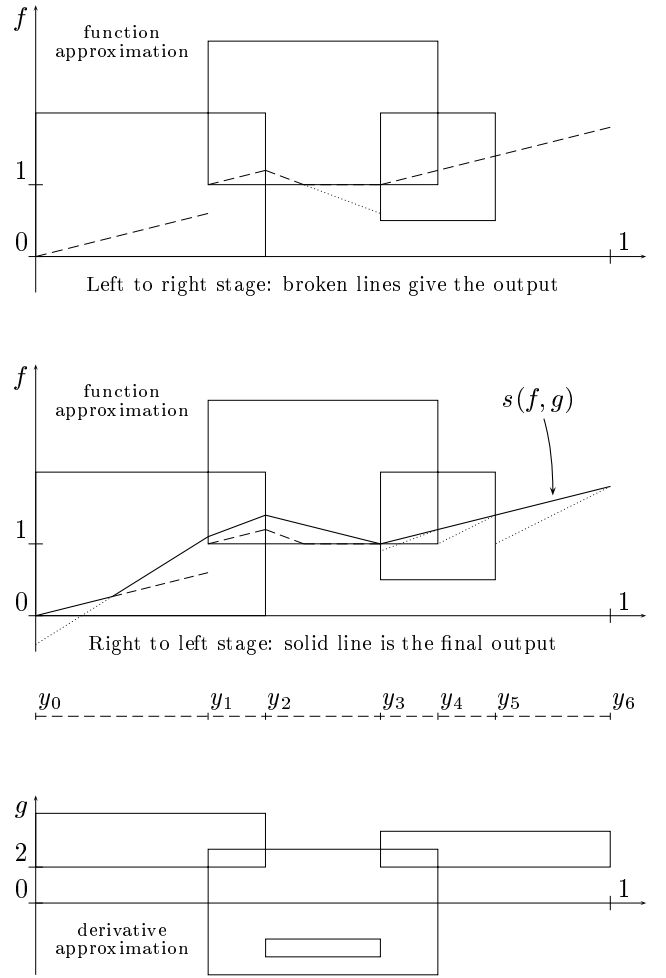 f
function
approximation
1
0
1
Left to right stage: broken lines give the output
f
function
approximation
s(f, g)
1
0
1
Right to left stage: solid line is the final output
y₀ y₁ y₂ y₃ y₄ y₅ y₆
g
2
0
1
derivative
approximation